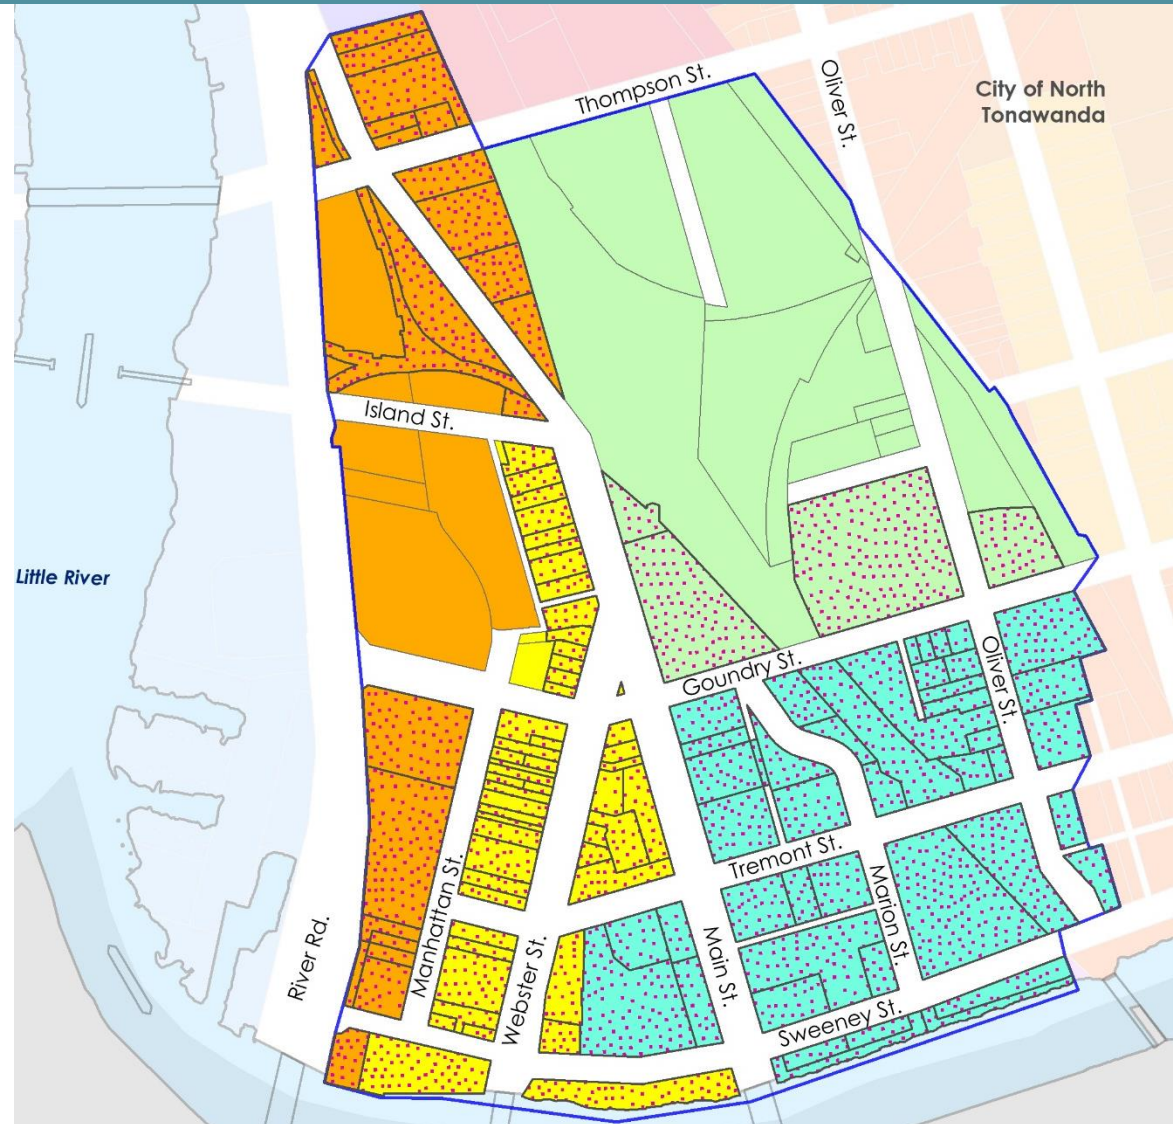 Thompson St.
Oliver St.
City of North
Tonawanda
Island St.
Little River
Goundry St.
Oliver St.
Tremont St.
Manhattan St.
Marion St.
River Rd.
Webster St.
Main St.
Sweeney St.